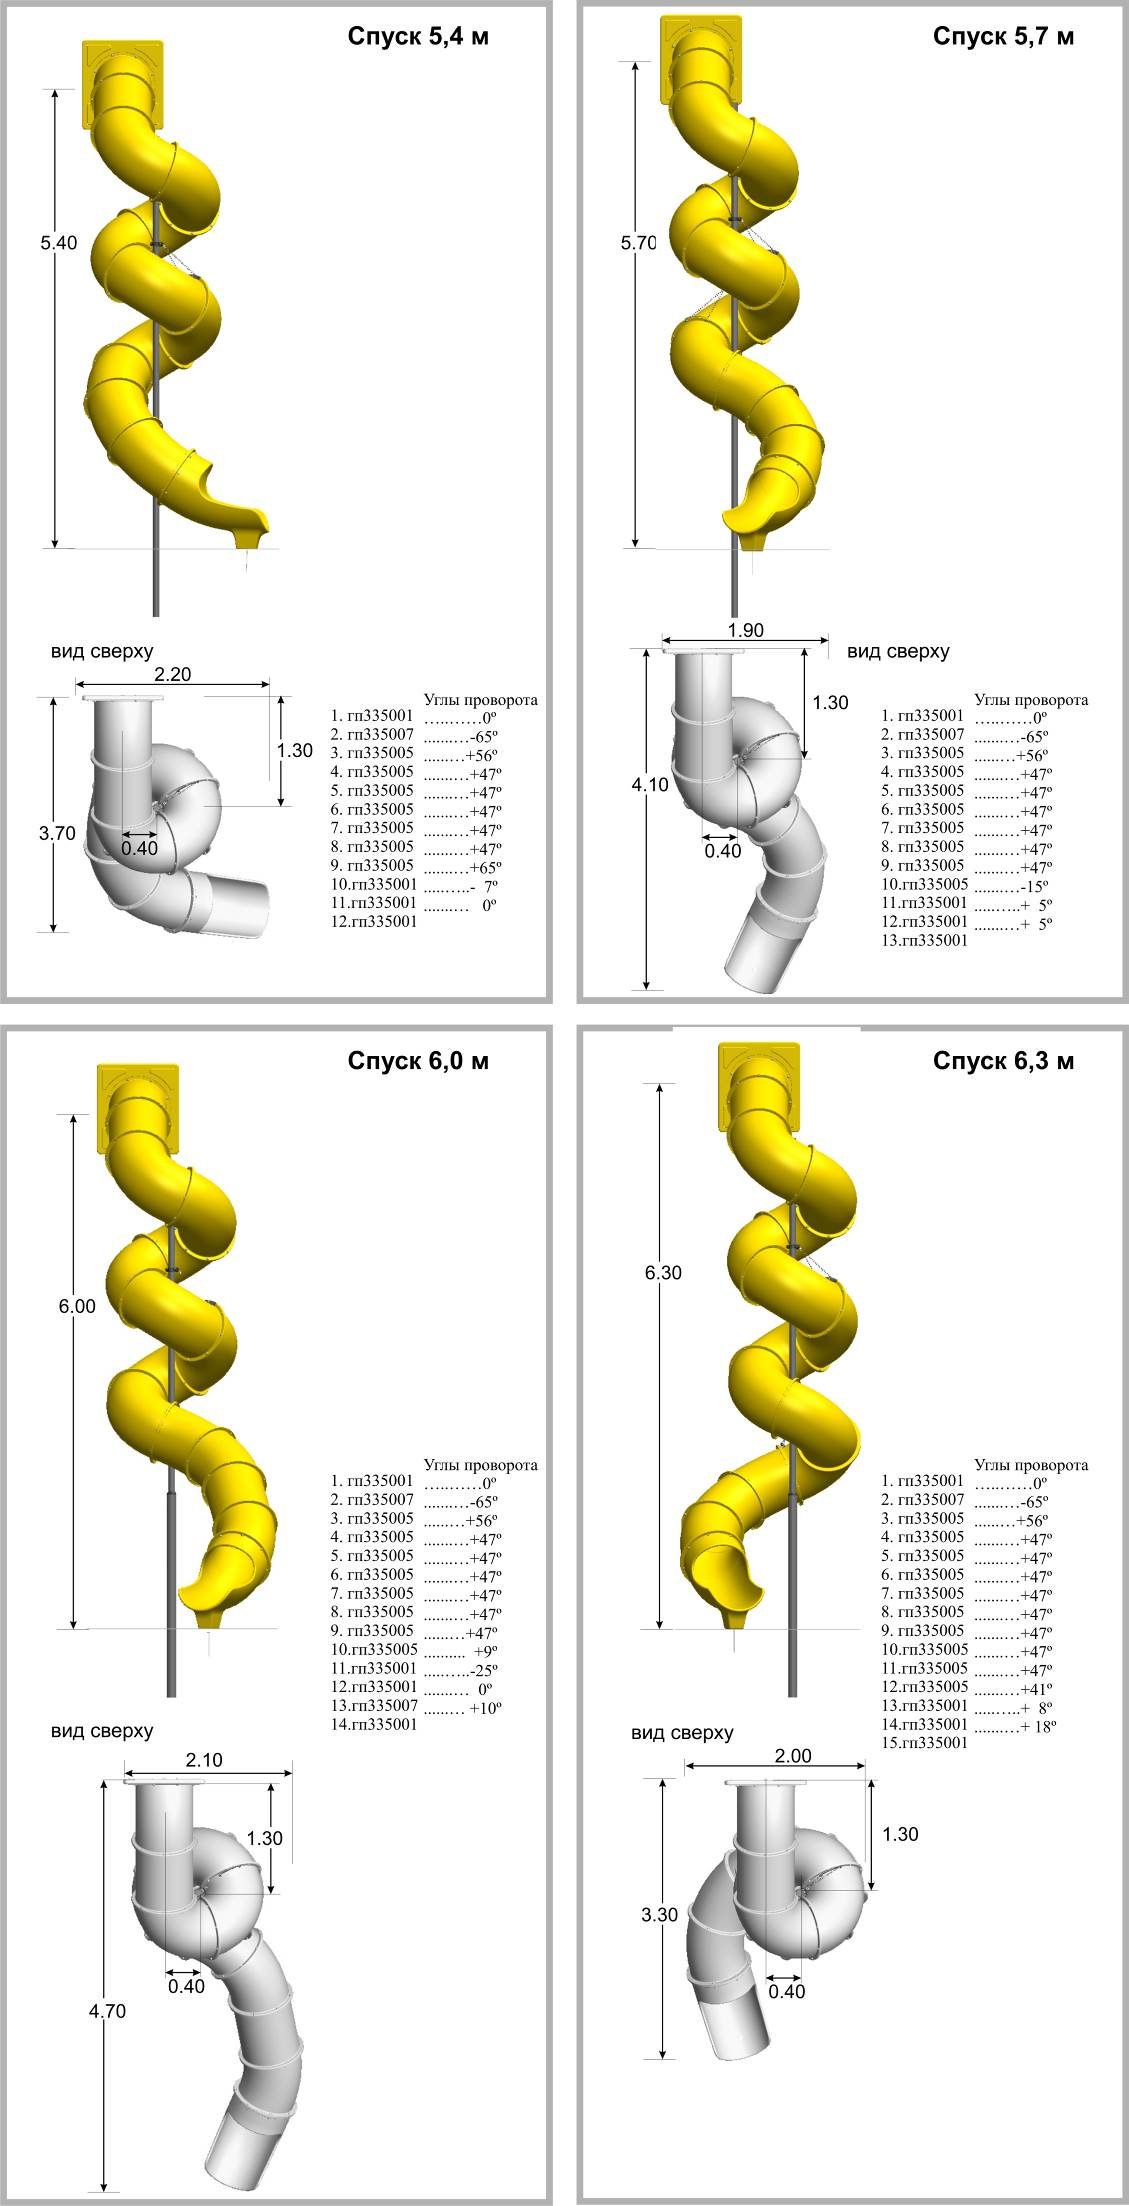 Спуск 5,4 м
5.40
вид сверху
2.20
1.30
3.70
0.40
Углы проворота
1. гп335001 …..……0º
2. гп335007 ......…-65º
3. гп335005 ......…+56º
4. гп335005 ......…+47º
5. гп335005 ......…+47º
6. гп335005 ......…+47º
7. гп335005 ......…+47º
8. гп335005 ......…+47º
9. гп335005 ......…+65º
10.гп335001 ...…...- 7º
11.гп335001 ......… 0º
12.гп335001
Спуск 5,7 м
5.70
1.90
вид сверху
1.30
4.10
0.40
Углы проворота
1. гп335001 …..……0º
2. гп335007 ......…-65º
3. гп335005 ......…+56º
4. гп335005 ......…+47º
5. гп335005 ......…+47º
6. гп335005 ......…+47º
7. гп335005 ......…+47º
8. гп335005 ......…+47º
9. гп335005 ......…+47º
10.гп335005 ......…-15º
11.гп335001 ...…...+ 5º
12.гп335001 ......…+ 5º
13.гп335001
Спуск 6,0 м
6.00
Углы проворота
1. гп335001 …..……0º
2. гп335007 ......…-65º
3. гп335005 ......…+56º
4. гп335005 ......…+47º
5. гп335005 ......…+47º
6. гп335005 ......…+47º
7. гп335005 ......…+47º
8. гп335005 ......…+47º
9. гп335005 ......…+47º
10.гп335005 ......... +9º
11.гп335001 ...…...-25º
12.гп335001 ......… 0º
13.гп335007 ......… +10º
14.гп335001
вид сверху
2.10
1.30
0.40
4.70
Спуск 6,3 м
6.30
Углы проворота
1. гп335001 …..……0º
2. гп335007 ......…-65º
3. гп335005 ......…+56º
4. гп335005 ......…+47º
5. гп335005 ......…+47º
6. гп335005 ......…+47º
7. гп335005 ......…+47º
8. гп335005 ......…+47º
9. гп335005 ......…+47º
10.гп335005 ......…+47º
11.гп335005 ......…+47º
12.гп335005 ......…+41º
13.гп335001 ...…...+ 8º
14.гп335001 ......…+ 18º
15.гп335001
вид сверху
2.00
1.30
3.30
0.40